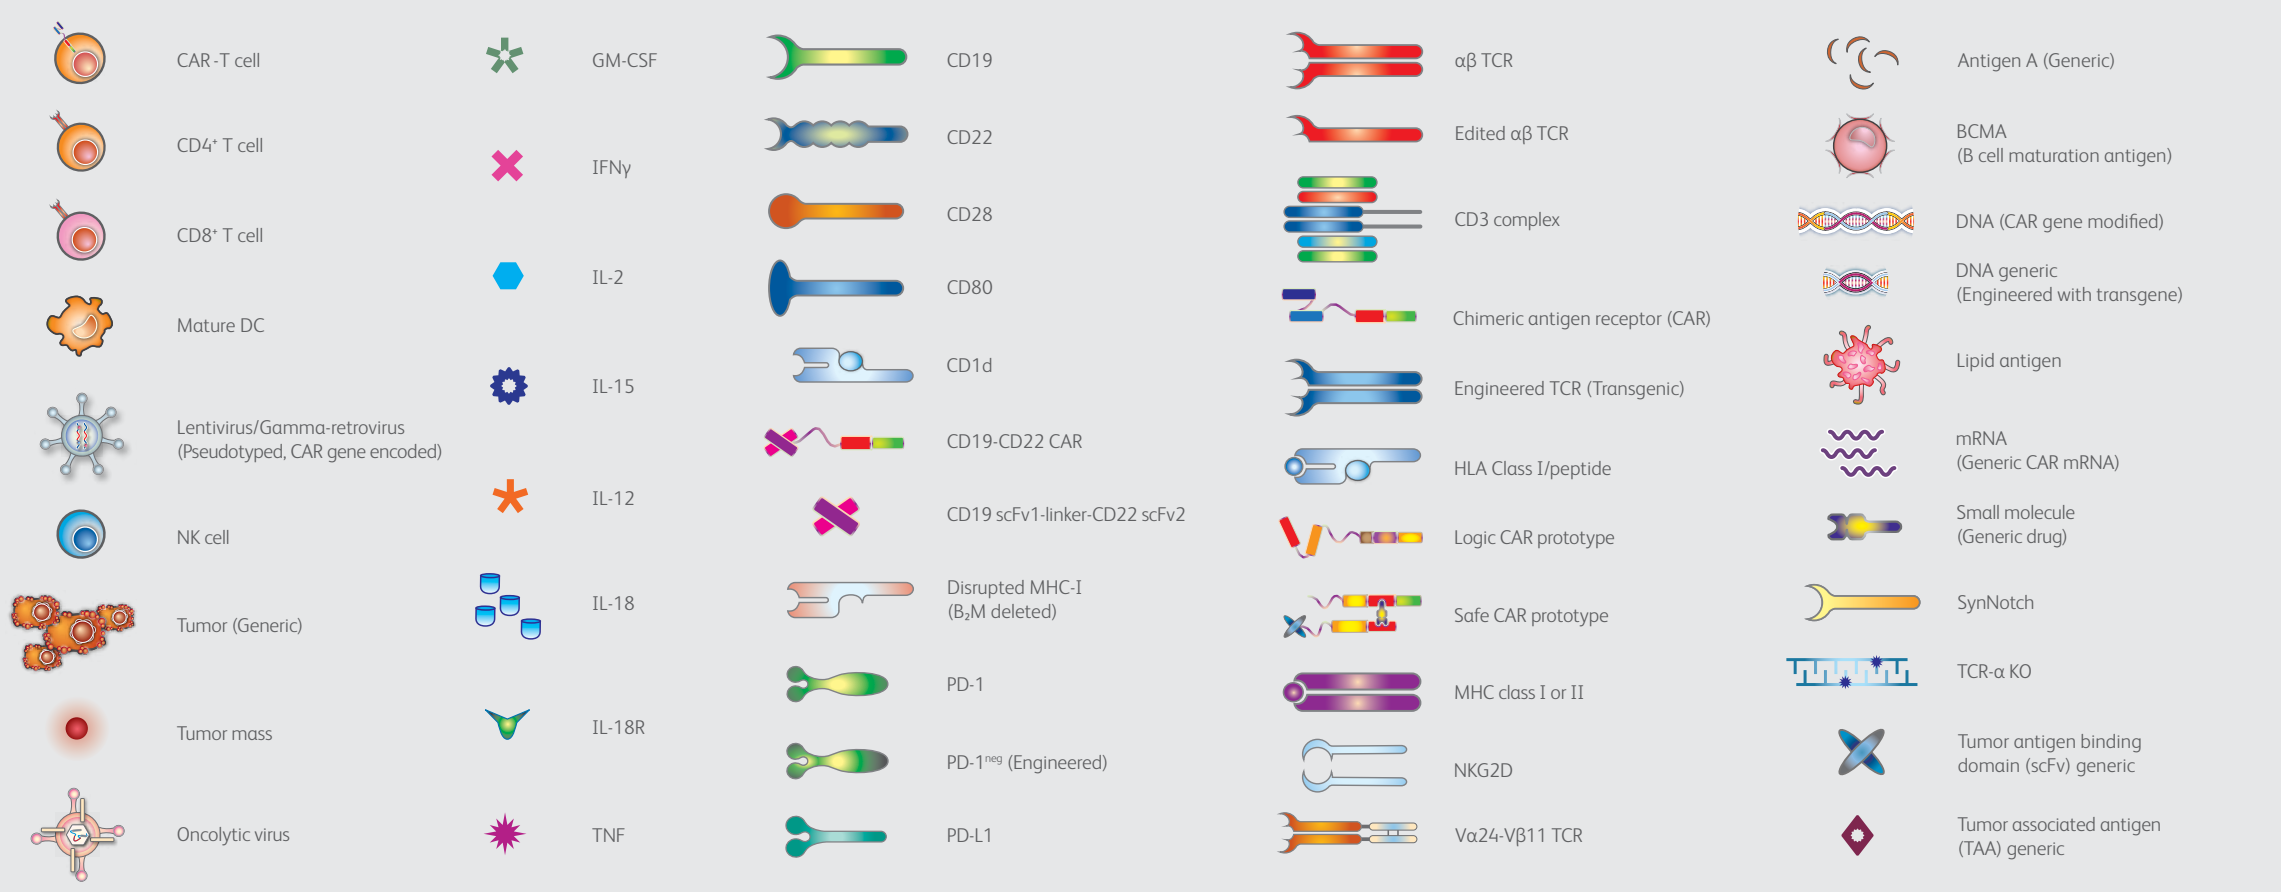 CAR-T cell
CD4⁺ T cell
CD8⁺ T cell
Mature DC
Lentivirus/Gamma-retrovirus
(Pseudotyped, CAR gene encoded)
NK cell
Tumor (Generic)
Tumor mass
Oncolytic virus
GM-CSF
IFNγ
IL-2
IL-15
IL-12
IL-18
IL-18R
TNF
CD19
CD22
CD28
CD80
CD1d
CD19-CD22 CAR
CD19 scFv1-linker-CD22 scFv2
Disrupted MHC-I
(B₂M deleted)
PD-1
PD-1ⁿᵉᵍ (Engineered)
PD-L1
αβ TCR
Edited αβ TCR
CD3 complex
Chimeric antigen receptor (CAR)
Engineered TCR (Transgenic)
HLA Class I/peptide
Logic CAR prototype
Safe CAR prototype
MHC class I or II
NKG2D
Vα24-Vβ11 TCR
Antigen A (Generic)
BCMA
(B cell maturation antigen)
DNA (CAR gene modified)
DNA generic
(Engineered with transgene)
Lipid antigen
mRNA
(Generic CAR mRNA)
Small molecule
(Generic drug)
SynNotch
TCR-α KO
Tumor antigen binding
domain (scFv) generic
Tumor associated antigen
(TAA) generic